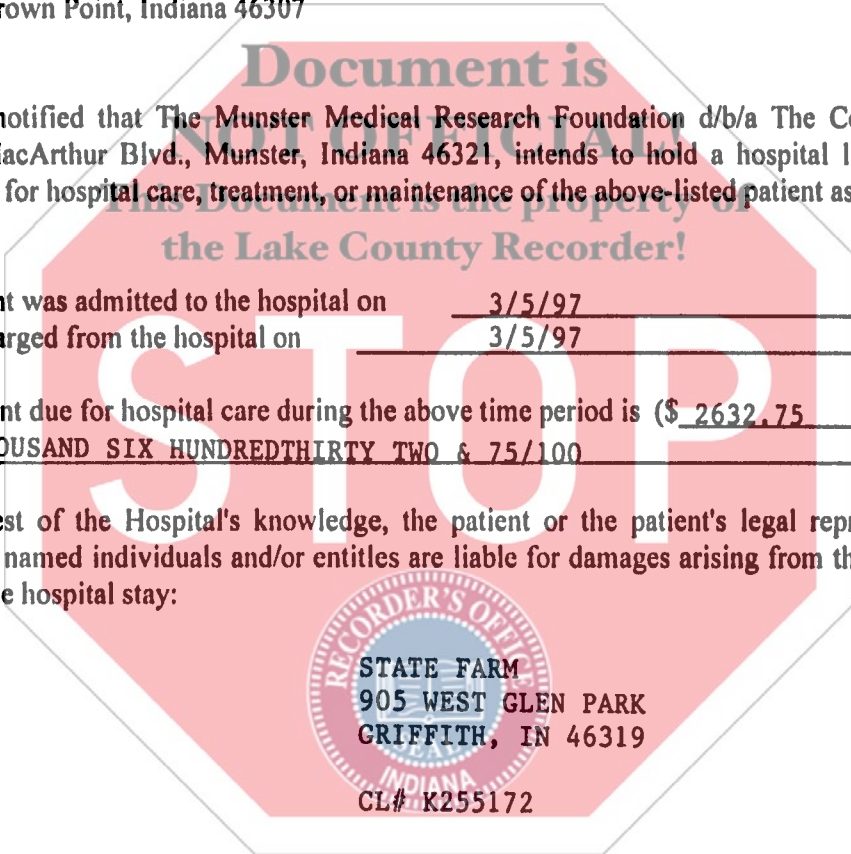 rown Point, Indiana 46307
Document is
notified that The Munster Medical Research Foundation d/b/a The Co
NOT OFFICIAL!
acArthur Blvd., Munster, Indiana 46321, intends to hold a hospital l
for hospital care, treatment, or maintenance of the above-listed patient as
This Document is the property of
the Lake County Recorder!
nt was admitted to the hospital on 3/5/97
arged from the hospital on 3/5/97
STOP
nt due for hospital care during the above time period is ($ 2632.75
OUSAND SIX HUNDREDTHIRTY TWO & 75/100
est of the Hospital's knowledge, the patient or the patient's legal repr
named individuals and/or entities are liable for damages arising from th
e hospital stay:
RECORDER'S OFFICE
STATE FARM
905 WEST GLEN PARK
GRIFFITH, IN 46319
SEAL
INDIANA
CL# K255172